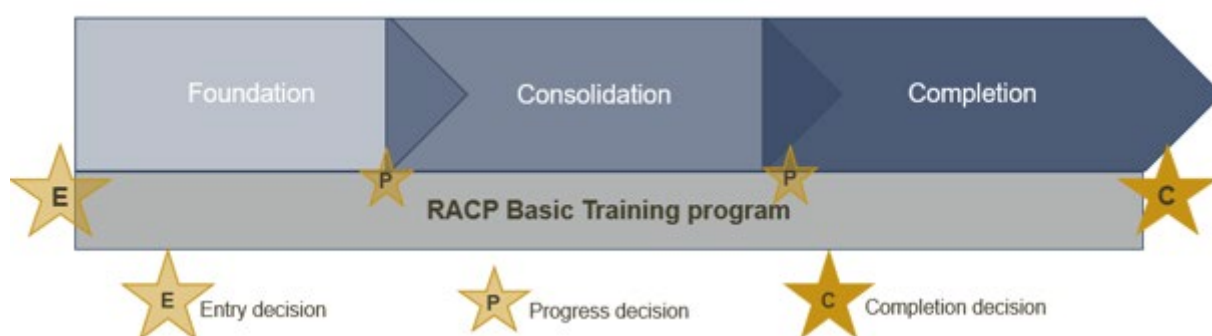 Foundation
Consolidation
Completion
E
P
P
C
RACP Basic Training program
E Entry decision
P Progress decision
C Completion decision